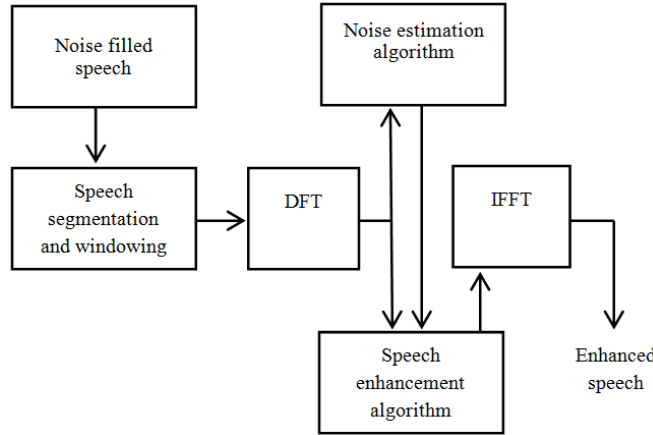 Noise filled
speech
Noise estimation
algorithm
Speech
segmentation
and windowing
DFT
IFFT
Speech
enhancement
algorithm
Enhanced
speech